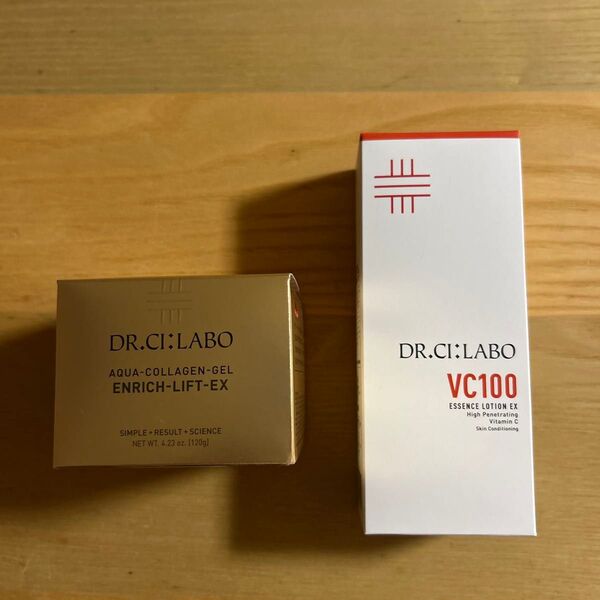 DR.CI:LABO
AQUA-COLLAGEN-GEL
ENRICH-LIFT-EX
SIMPLE+RESULT+SCIENCE
NET WT. 4.23 oz. [120g]
DR.CI:LABO
VC100
ESSENCE LOTION EX
High Penetrating
Vitamin C
Skin Conditioning